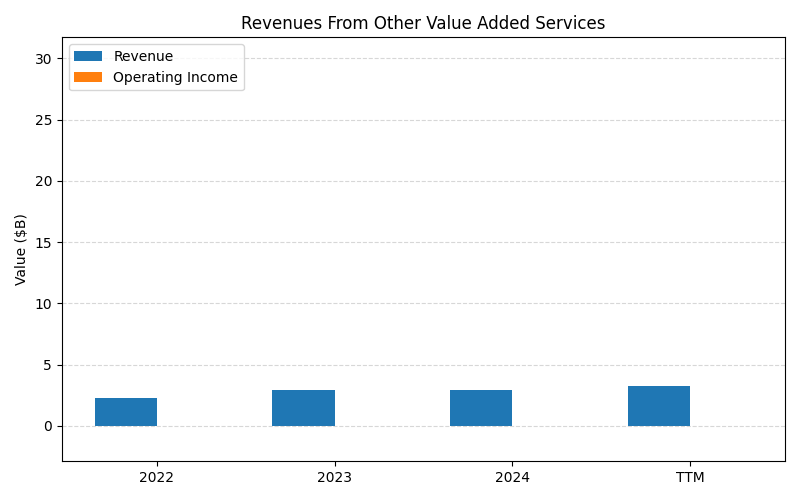 Revenues From Other Value Added Services
Revenue
Operating Income
Value ($B)
30
25
20
15
10
5
0
2022
2023
2024
TTM